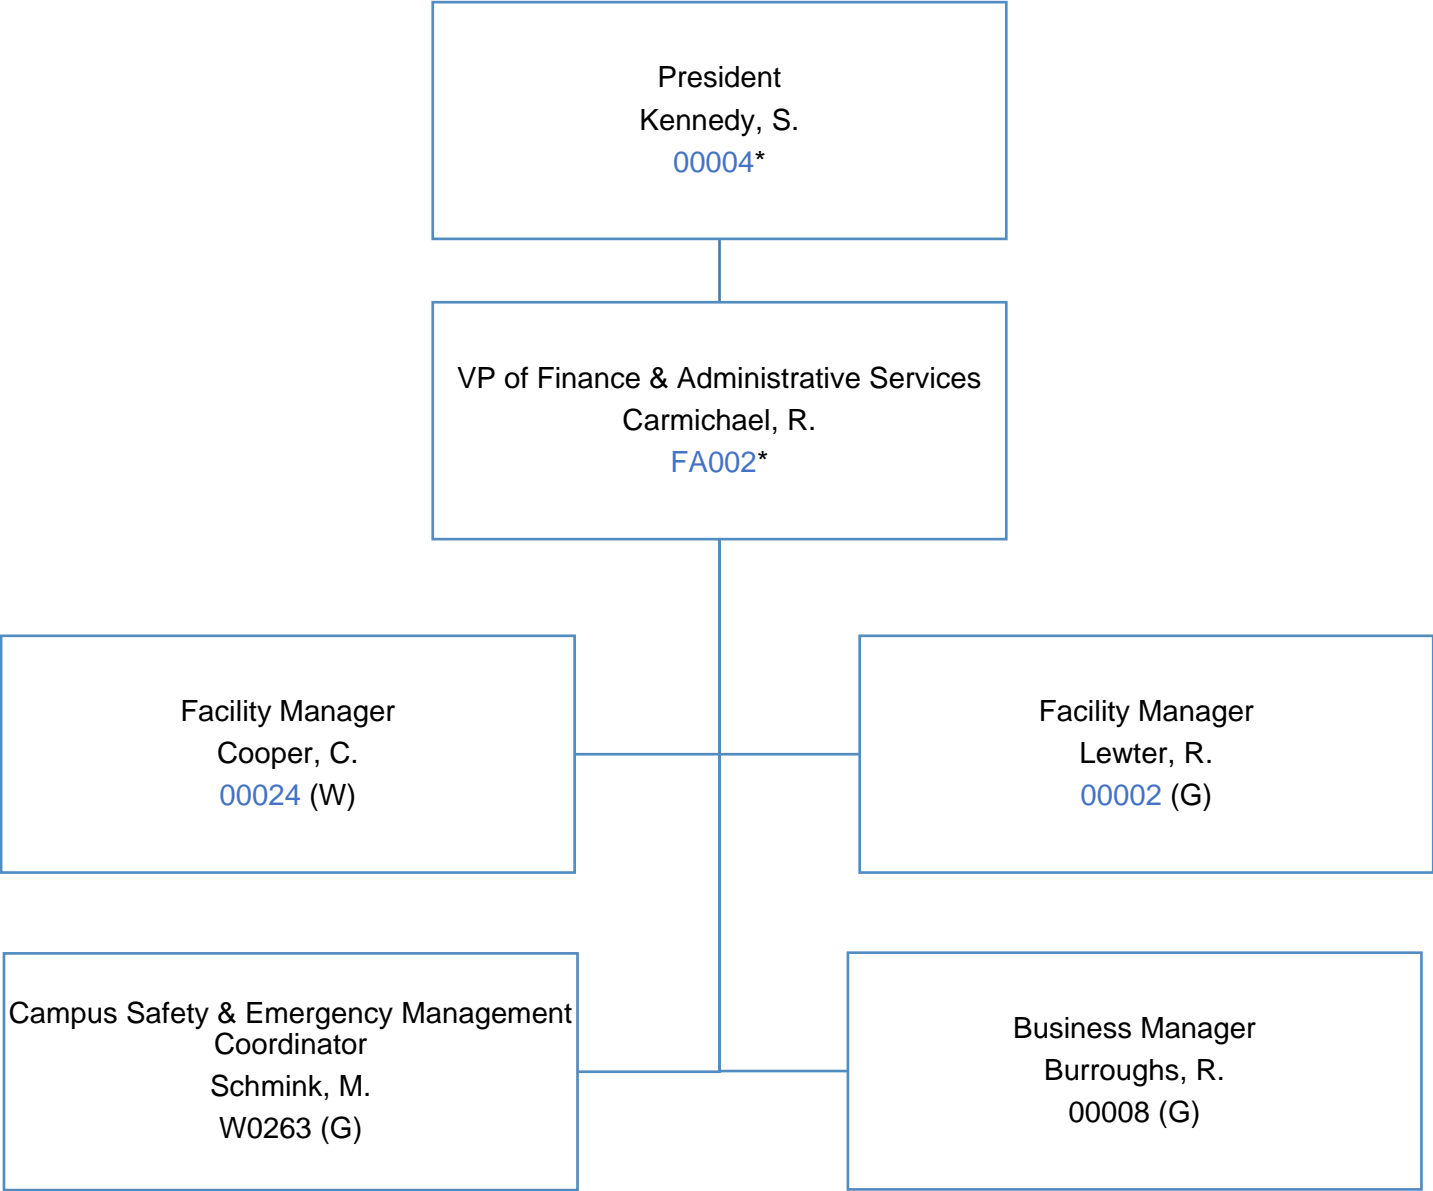 President
Kennedy, S.
00004*
VP of Finance & Administrative Services
Carmichael, R.
FA002*
Facility Manager
Cooper, C.
00024 (W)
Facility Manager
Lewter, R.
00002 (G)
Campus Safety & Emergency Management
Coordinator
Schmink, M.
W0263 (G)
Business Manager
Burroughs, R.
00008 (G)